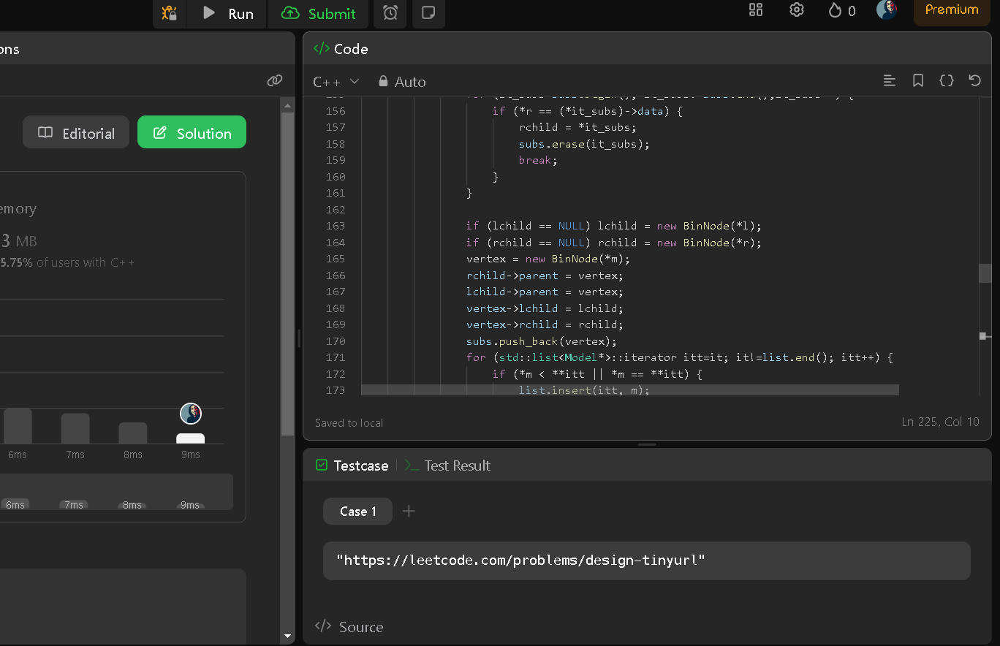 Run
Submit
0
Premium
ons
Code
C++
Auto
Editorial
Solution
emory
3 MB
5.75% of users with C++
6ms
7ms
8ms
9ms
6ms
7ms
8ms
9ms
156 if (*r == (*it_subs)->data) {
157 rchild = *it_subs;
158 subs.erase(it_subs);
159 break;
160 }
161 }
162
163 if (lchild == NULL) lchild = new BinNode(*l);
164 if (rchild == NULL) rchild = new BinNode(*r);
165 vertex = new BinNode(*m);
166 rchild->parent = vertex;
167 lchild->parent = vertex;
168 vertex->lchild = lchild;
169 vertex->rchild = rchild;
170 subs.push_back(vertex);
171 for (std::list<Model*>::iterator itt=it; it!=list.end(); itt++) {
172 if (*m < **itt || *m == **itt) {
173 list.insert(itt, m);
Saved to local
Ln 225, Col 10
Testcase
Test Result
Case 1
"https://leetcode.com/problems/design-tinyurl"
Source